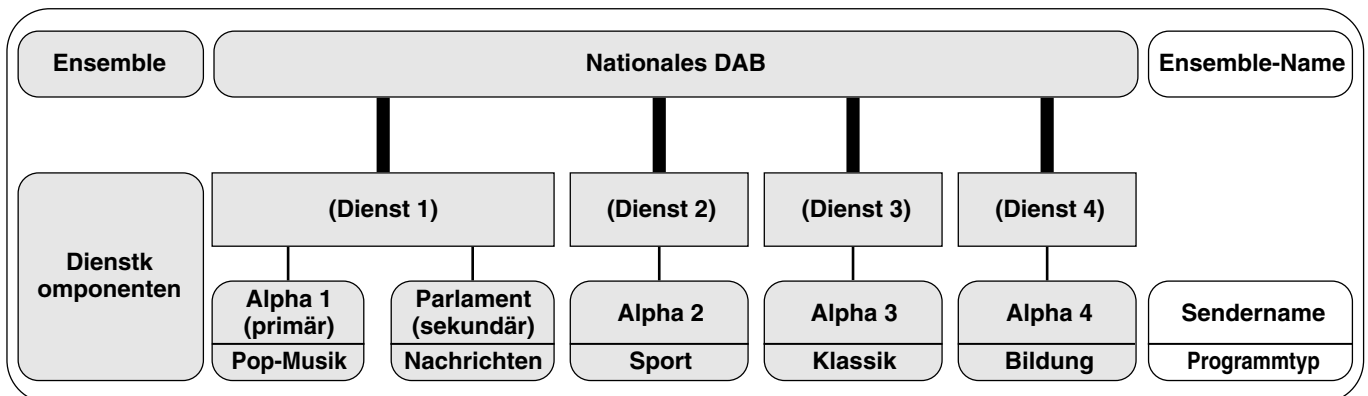 Ensemble
Nationales DAB
Ensemble-Name
(Dienst 1)
(Dienst 2)
(Dienst 3)
(Dienst 4)
Dienstk
omponenten
Alpha 1
(primär)
Parlament
(sekundär)
Alpha 2
Alpha 3
Alpha 4
Sendername
Pop-Musik
Nachrichten
Sport
Klassik
Bildung
Programmtyp